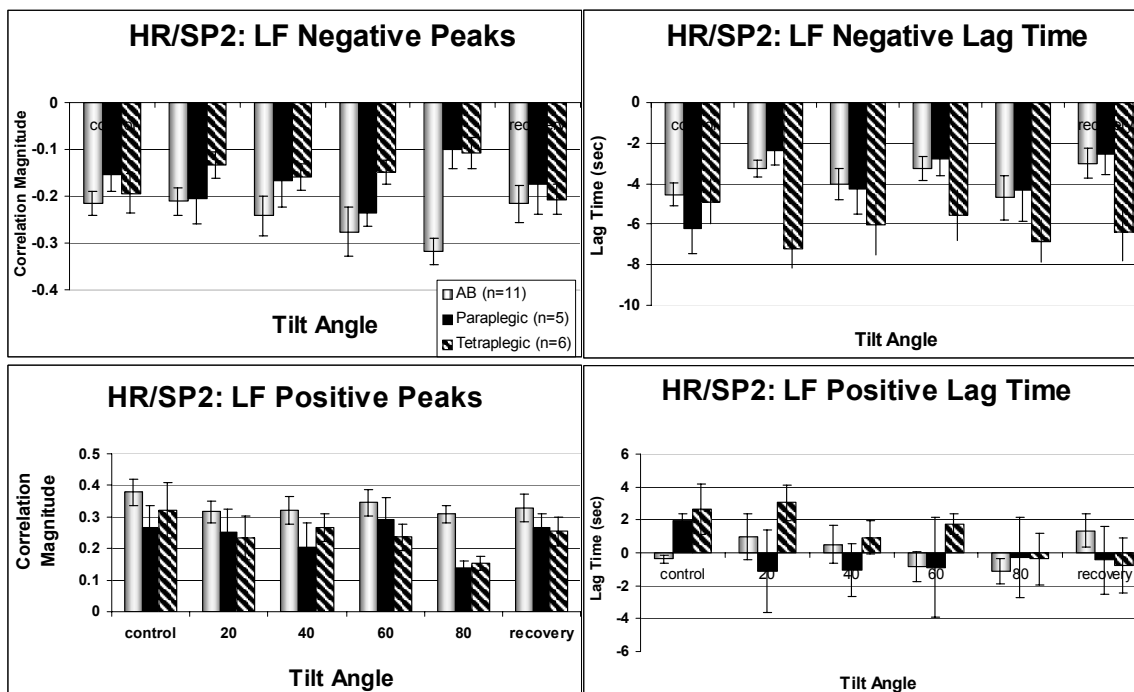 HR/SP2: LF Negative Peaks
Correlation Magnitude
0
-0.1
-0.2
-0.3
-0.4
control
recovery
AB (n=11)
Paraplegic (n=5)
Tetraplegic (n=6)
Tilt Angle
HR/SP2: LF Negative Lag Time
Lag Time (sec)
0
-2
-4
-6
-8
-10
control
recovery
Tilt Angle
HR/SP2: LF Positive Peaks
Correlation
Magnitude
0.5
0.4
0.3
0.2
0.1
0
control 20 40 60 80 recovery
Tilt Angle
HR/SP2: LF Positive Lag Time
Lag Time (sec)
6
4
2
0
-2
-4
-6
control 20 40 60 80 recovery
Tilt Angle